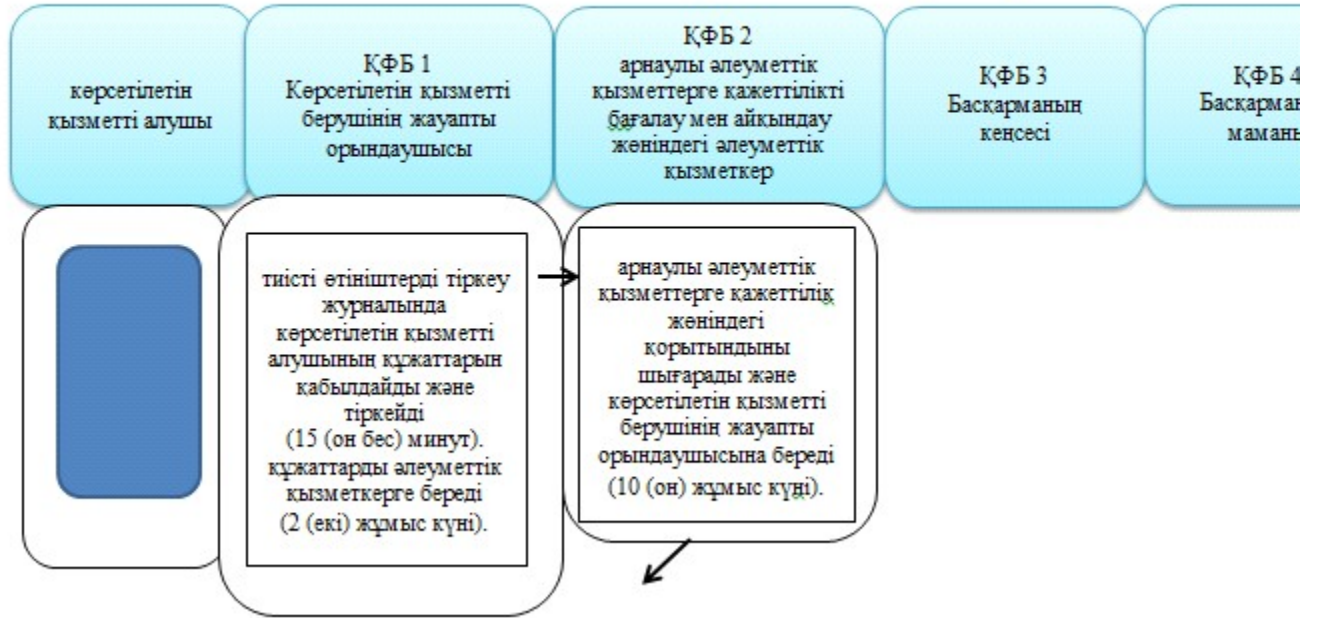 көрсетілетін
қызметті алушы
ҚФБ 1
Көрсетілетін қызметті
берушінің жауапты
орындаушысы
ҚФБ 2
арнаулы әлеуметтік
қызметтерге қажеттілікті
бағалау мен айқындау
жөніндегі әлеуметтік
қызметкер
ҚФБ 3
Басқарманың
кеңсесі
ҚФБ 4
тиісті өтініштерді тіркеу
журналында
көрсетілетін қызметті
алушының құжаттарын
қабылдайды және
тіркейді
(15 (он бес) минут).
құжаттарды әлеуметтік
қызметкерге береді
(2 (екі) жұмыс күні).
арнаулы әлеуметтік
қызметтерге қажеттілік
жөніндегі
қорытындыны
шығарады және
көрсетілетін қызметті
берушінің жауапты
орындаушысына береді
(10 (он) жұмыс күні).